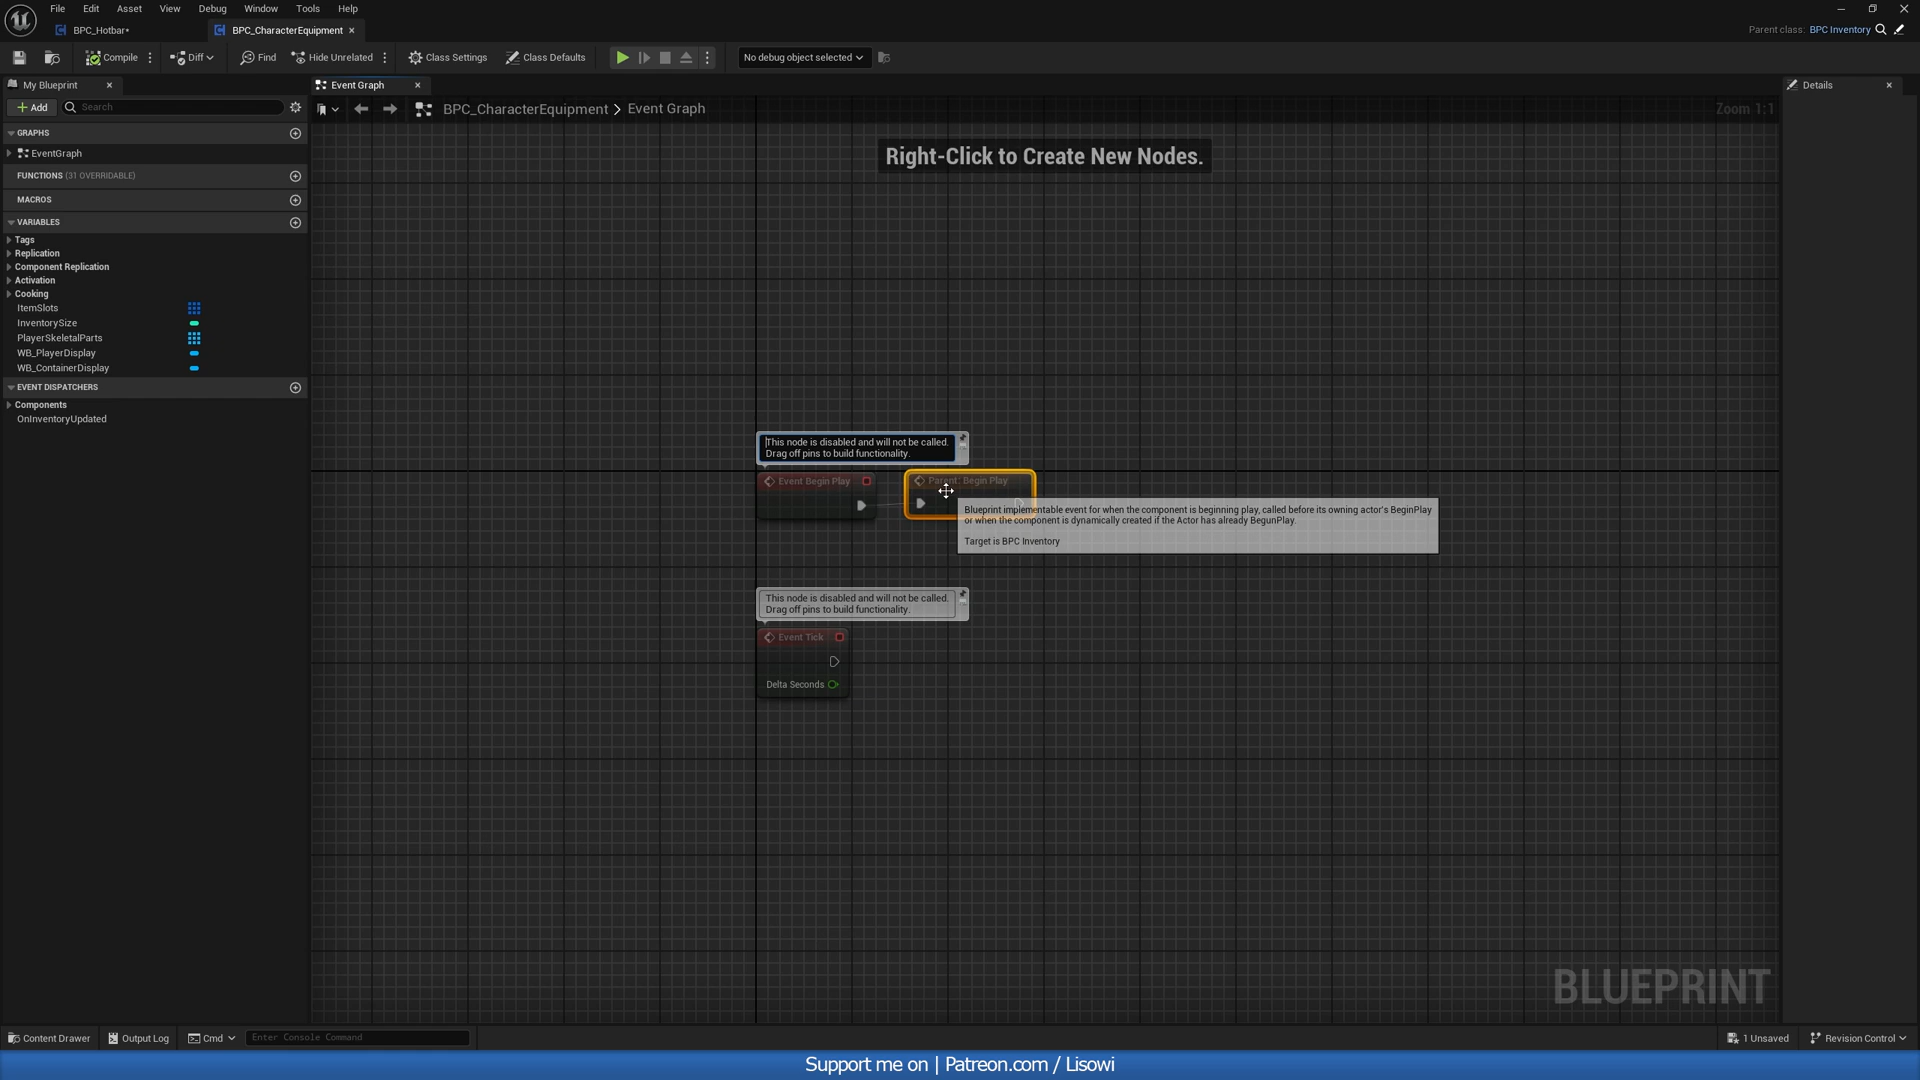 File Edit Asset View Debug Window Tools Help
BPC_Hotbar•
BPC_CharacterEquipment
Parent class: BPC Inventory
Compile
Diff
Find
Hide Unrelated
Class Settings
Class Defaults
No debug object selected
My Blueprint
Event Graph
Details
Add
Search
BPC_CharacterEquipment > Event Graph
Zoom 1:1
GRAPHS
EventGraph
FUNCTIONS (31 OVERRIDABLE)
MACROS
VARIABLES
Tags
Replication
Component Replication
Activation
Cooking
ItemSlots
InventorySize
PlayerSkeletalParts
WB_PlayerDisplay
WB_ContainerDisplay
EVENT DISPATCHERS
Components
OnInventoryUpdated
Right-Click to Create New Nodes.
This node is disabled and will not be called.
Drag off pins to build functionality.
Event Begin Play
Parent: Begin Play
Blueprint implementable event for when the component is beginning play, called before its owning actor's BeginPlay
or when the component is dynamically created if the Actor has already BegunPlay.
Target is BPC Inventory
This node is disabled and will not be called.
Drag off pins to build functionality.
Event Tick
Delta Seconds
BLUEPRINT
Content Drawer
Output Log
Cmd
Enter Console Command
1 Unsaved
Revision Control
Support me on | Patreon.com / Lisowi